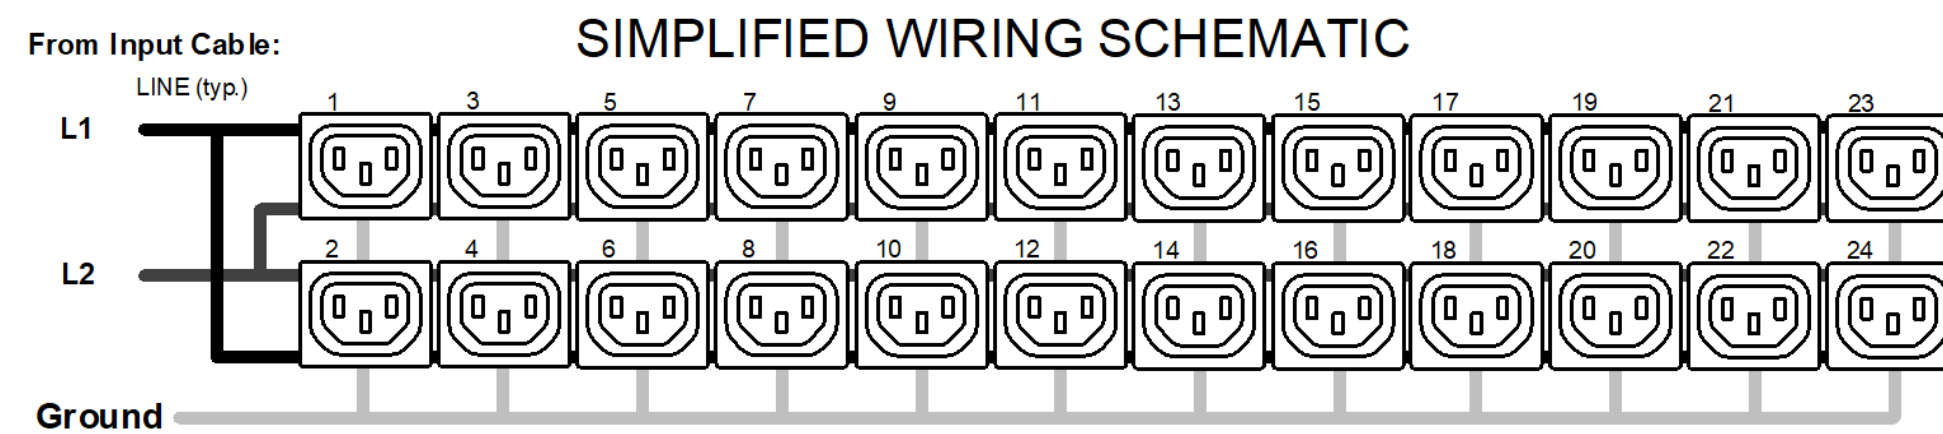 SIMPLIFIED WIRING SCHEMATIC
From Input Cable:
LINE (typ.)
1 3 5 7 9 11 13 15 17 19 21 23
L1
2 4 6 8 10 12 14 16 18 20 22 24
L2
Ground